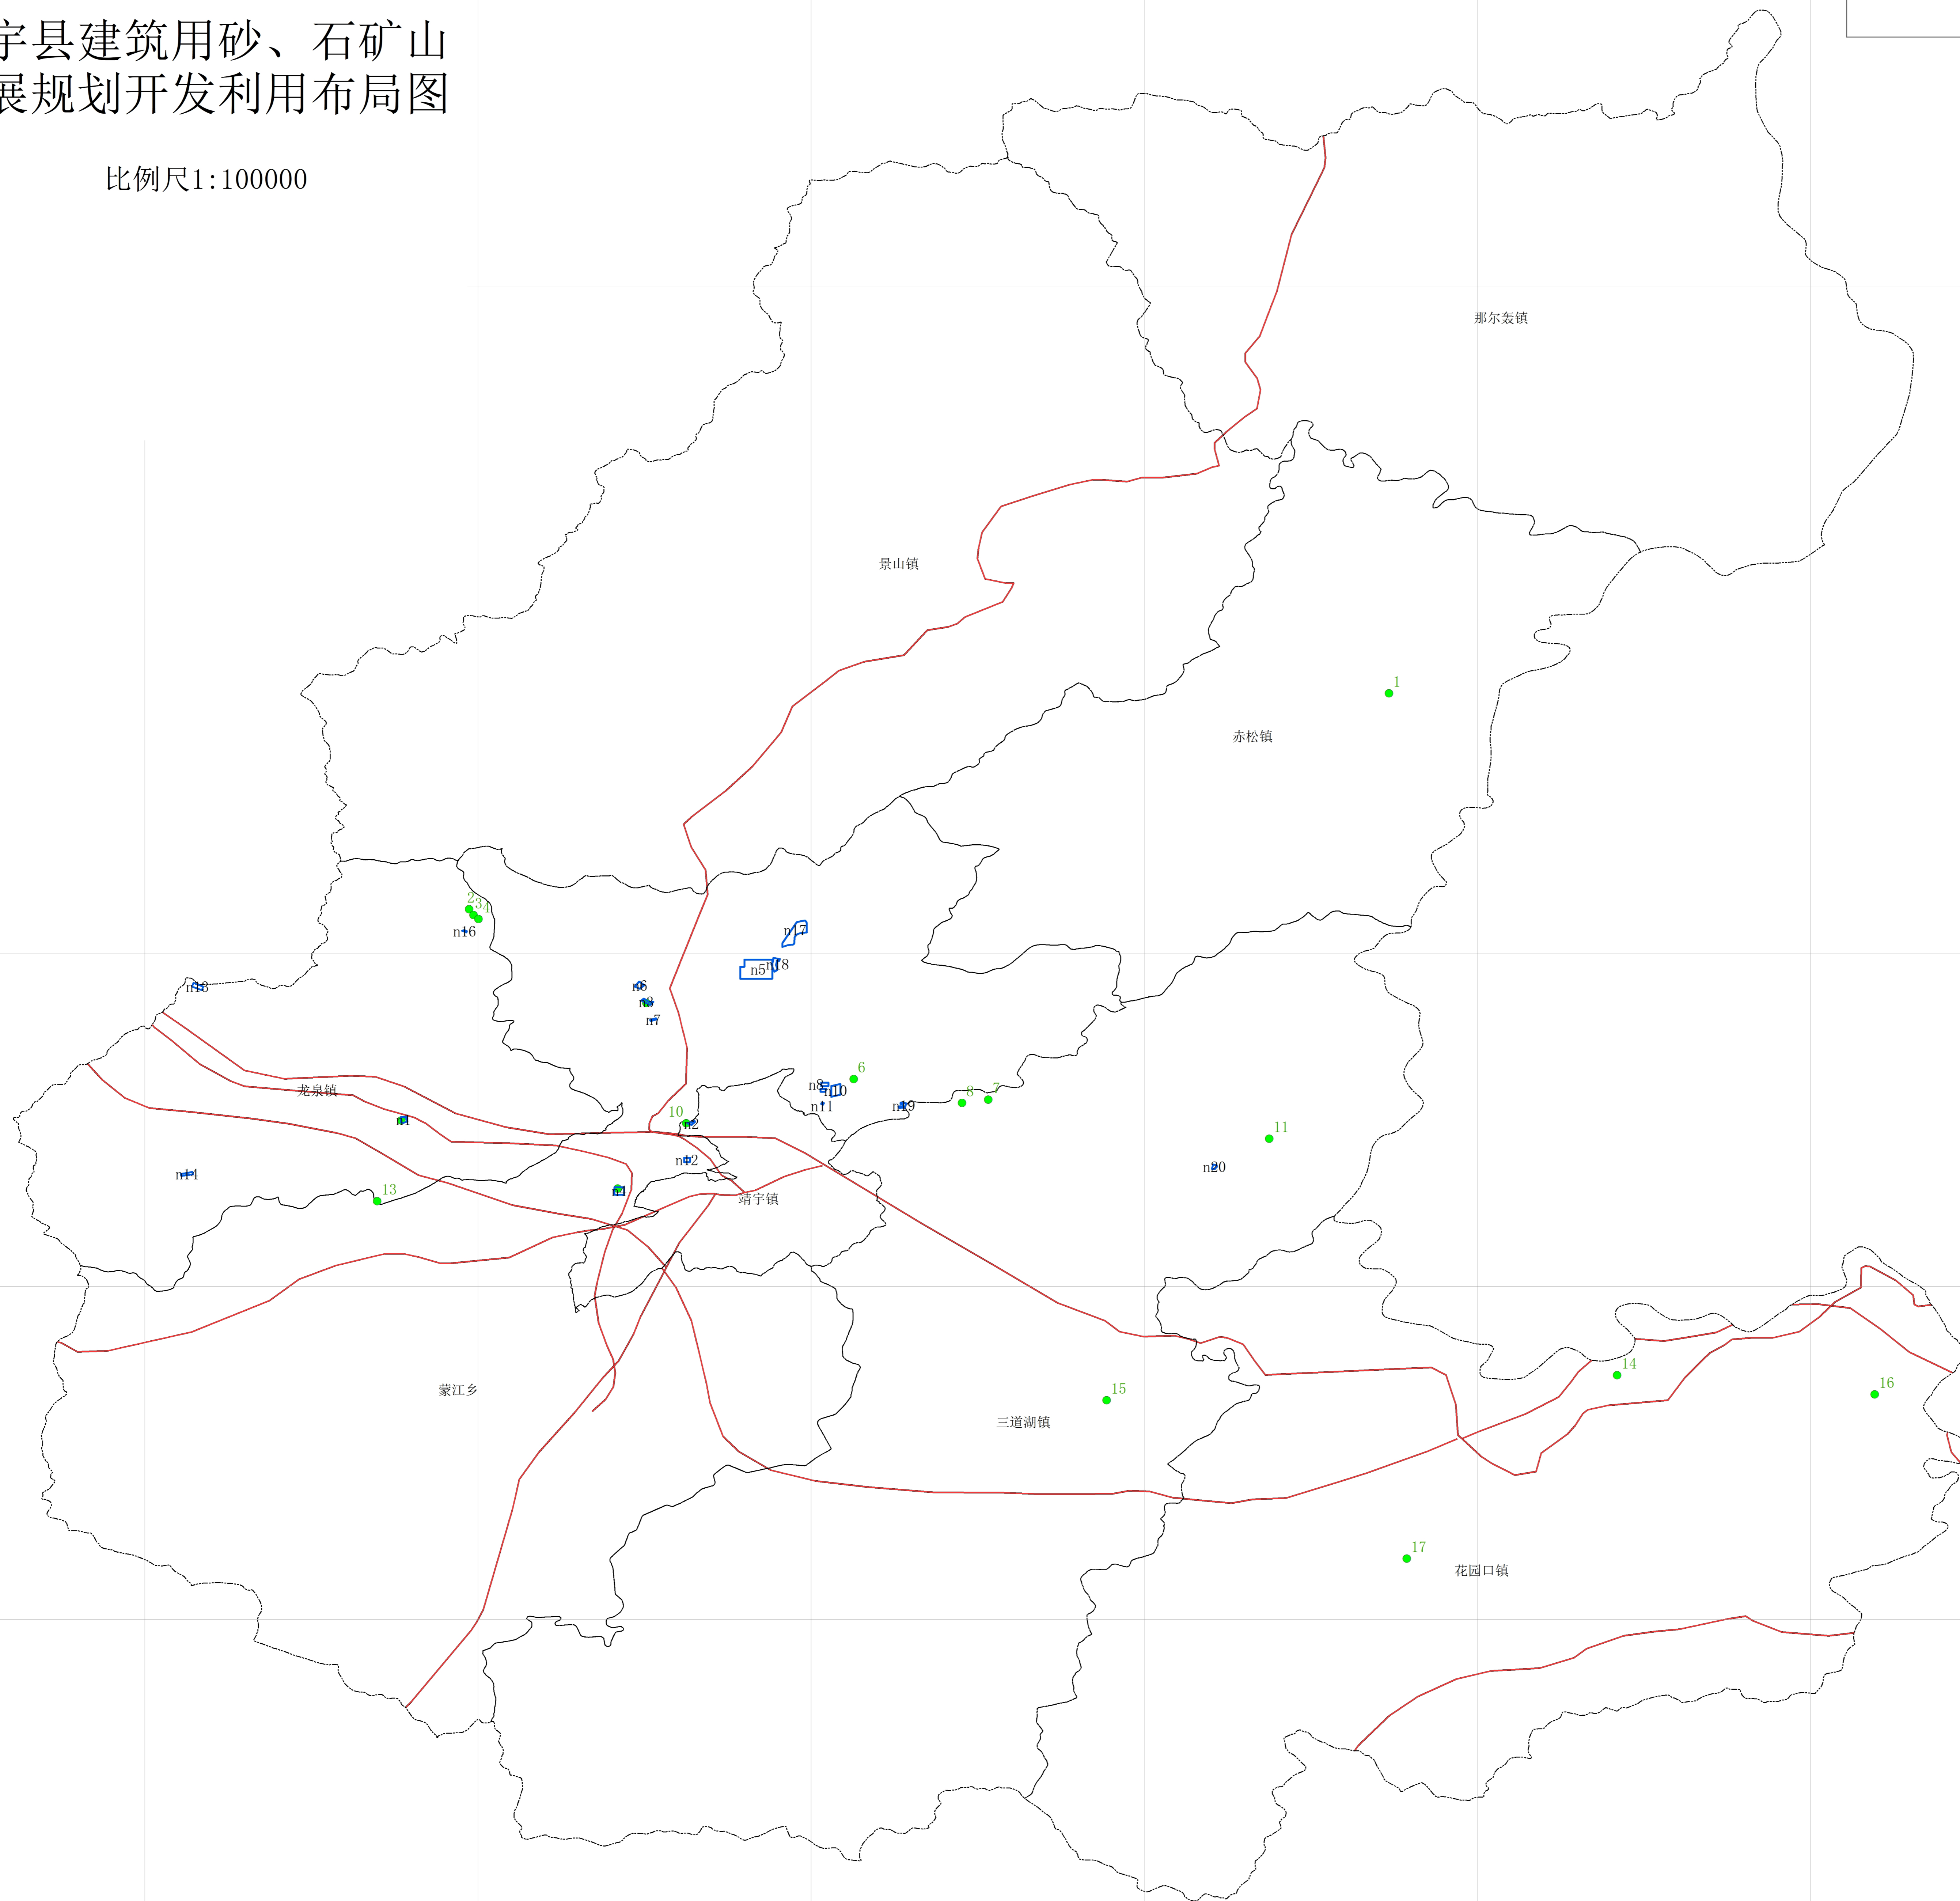 宇县建筑用砂、石矿山
展规划开发利用布局图
比例尺1:100000
那尔轰镇
景山镇
1
赤松镇
2
3
4
n16
n17
n5
n18
n13
n6
n3
n7
6
n8
n10
n11
n19
8
7
龙泉镇
n1
10
n2
11
n12
n20
n14
13
n4
靖宇镇
14
16
蒙江乡
15
三道湖镇
17
花园口镇